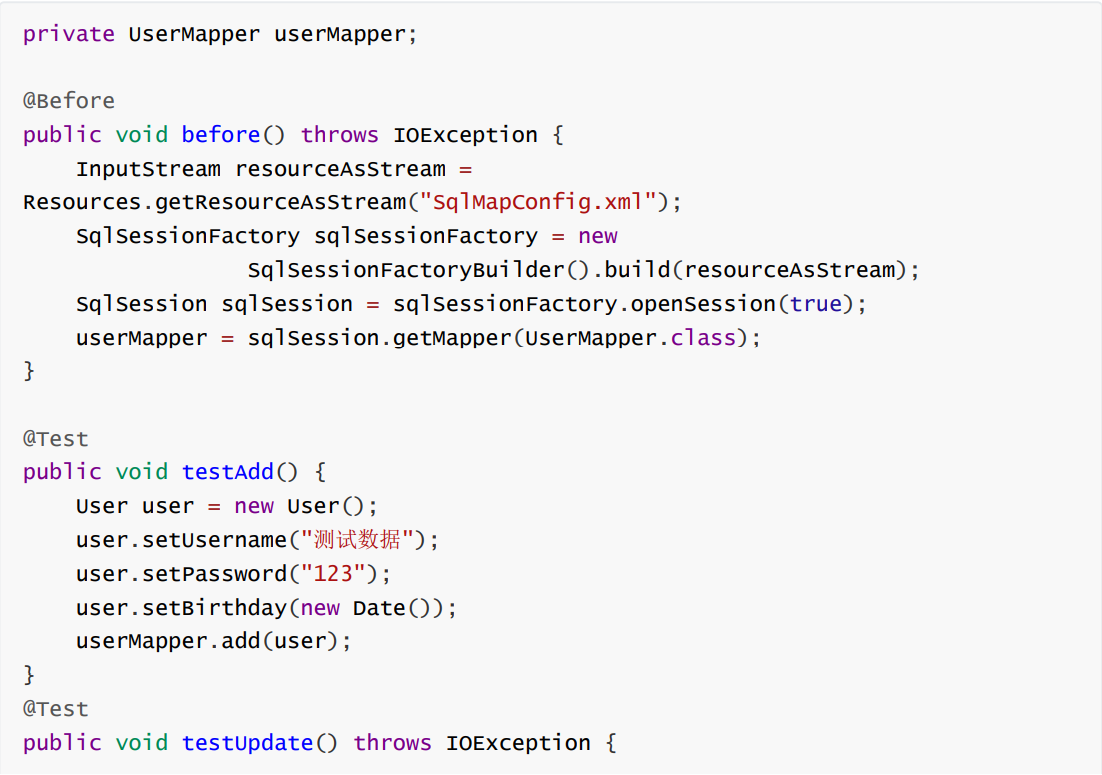 private UserMapper userMapper;

@Before
public void before() throws IOException {
    InputStream resourceAsStream =
Resources.getResourceAsStream("SqlMapConfig.xml");
    SqlSessionFactory sqlSessionFactory = new
                 SqlSessionFactoryBuilder().build(resourceAsStream);
    SqlSession sqlSession = sqlSessionFactory.openSession(true);
    userMapper = sqlSession.getMapper(UserMapper.class);
}

@Test
public void testAdd() {
    User user = new User();
    user.setUsername("测试数据");
    user.setPassword("123");
    user.setBirthday(new Date());
    userMapper.add(user);
}
@Test
public void testUpdate() throws IOException {